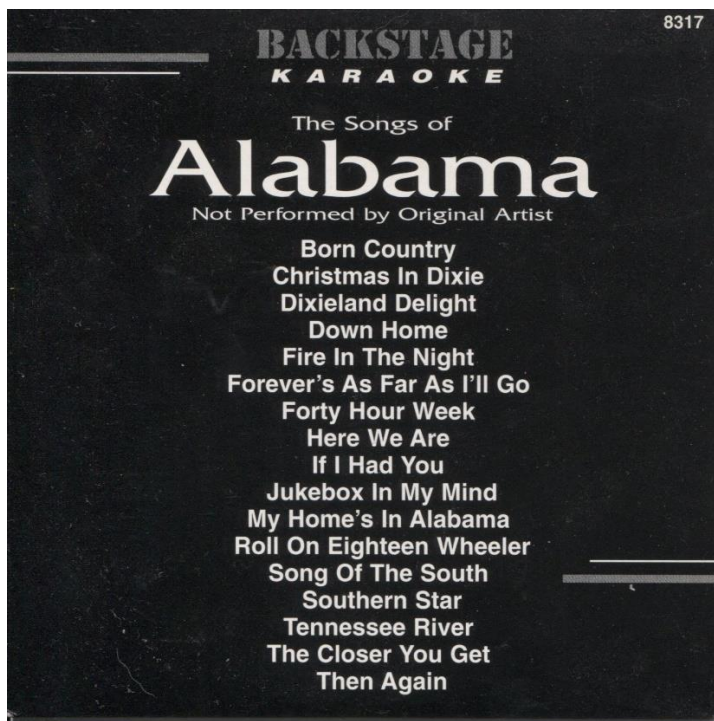 8317
BACKSTAGE
KARAOKE
The Songs of
Alabama
Not Performed by Original Artist
Born Country
Christmas In Dixie
Dixieland Delight
Down Home
Fire In The Night
Forever's As Far As I'll Go
Forty Hour Week
Here We Are
If I Had You
Jukebox In My Mind
My Home's In Alabama
Roll On Eighteen Wheeler
Song Of The South
Southern Star
Tennessee River
The Closer You Get
Then Again